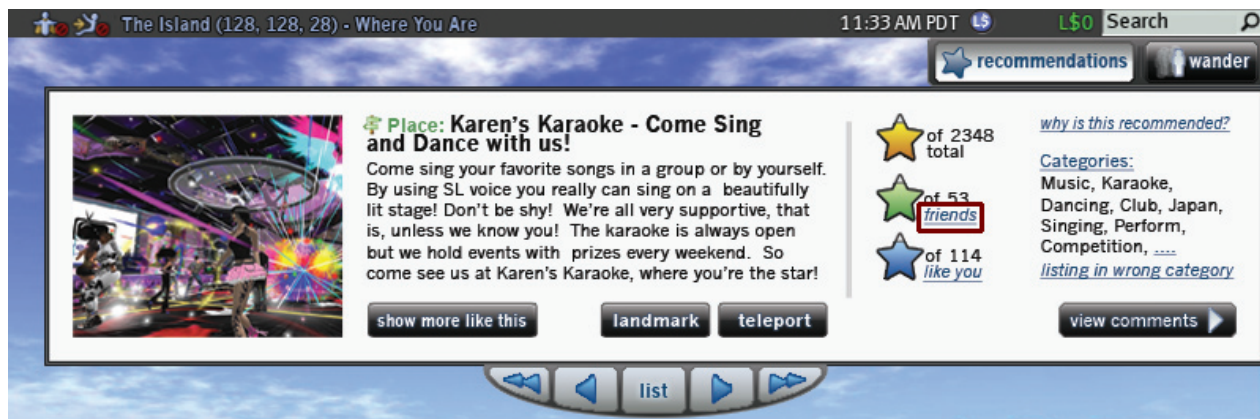 The Island (128, 128, 28) - Where You Are
11:33 AM PDT L$ L$0 Search
recommendations wander
Place: Karen's Karaoke - Come Sing
and Dance with us!
Come sing your favorite songs in a group or by yourself.
By using SL voice you really can sing on a beautifully
lit stage! Don't be shy! We're all very supportive, that
is, unless we know you! The karaoke is always open
but we hold events with prizes every weekend. So
come see us at Karen's Karaoke, where you're the star!
show more like this landmark teleport
of 2348
total
of 53
friends
of 114
like you
why is this recommended?
Categories:
Music, Karaoke,
Dancing, Club, Japan,
Singing, Perform,
Competition, ....
listing in wrong category
view comments
list